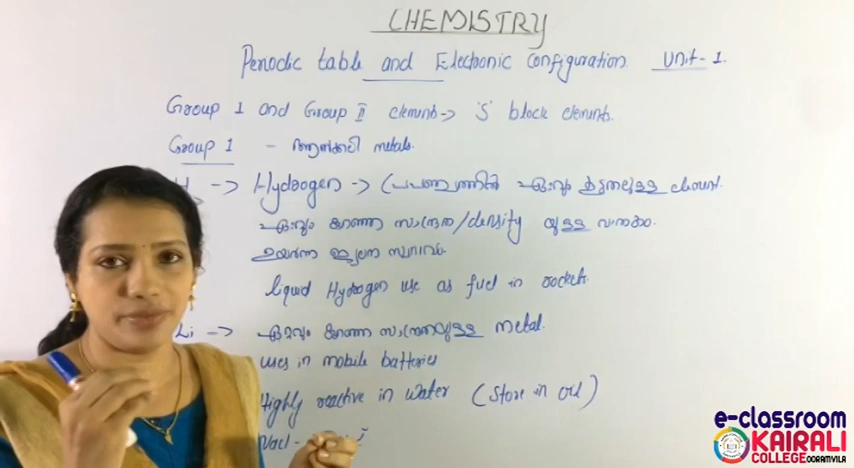 CHEMISTRY
Periodic table and Electronic configuration. Unit-1.
Group 1 and Group II elements -> 'S' block elements.
Group 1 - ആൽക്കലി metals.
H -> Hydrogen -> (പ്രപഞ്ചത്തിൽ ഏറ്റവും കൂടുതലുള്ള element.
ഏറ്റവും കുറഞ്ഞ സാന്ദ്രത/density യുള്ള വാതകം.
ഉയർന്ന ജ്വലന സ്വഭാവം.
liquid Hydrogen use as fuel in rockets.
Li -> ഏറ്റവും കുറഞ്ഞ സാന്ദ്രതയുള്ള metal.
uses in mobile batteries
Highly reactive in water (Store in oil)
Nacl -
e-classroom
KAIRALI
COLLEGE OORAMVILA